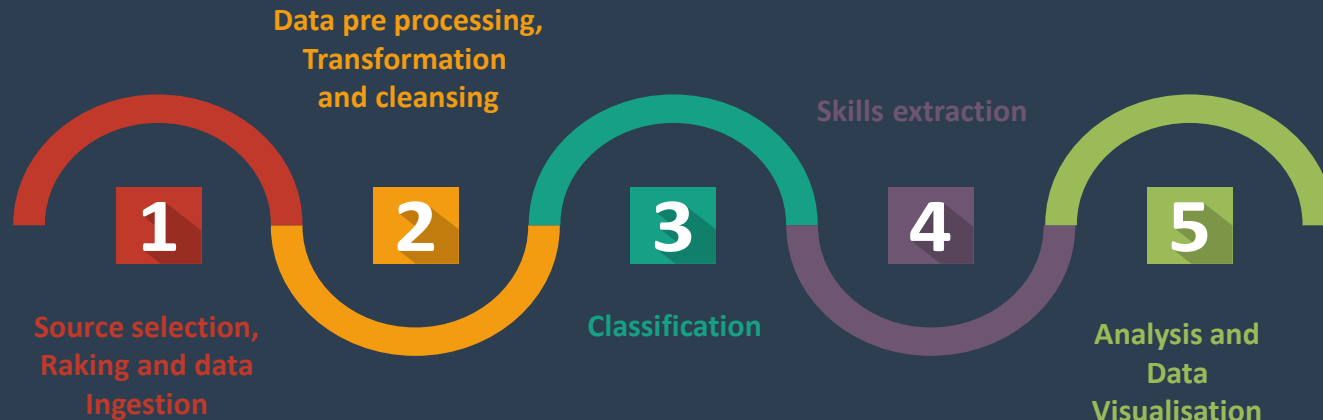 1
Source selection,
Raking and data
Ingestion
Data pre processing,
Transformation
and cleansing
2
3
Classification
Skills extraction
4
5
Analysis and
Data
Visualisation